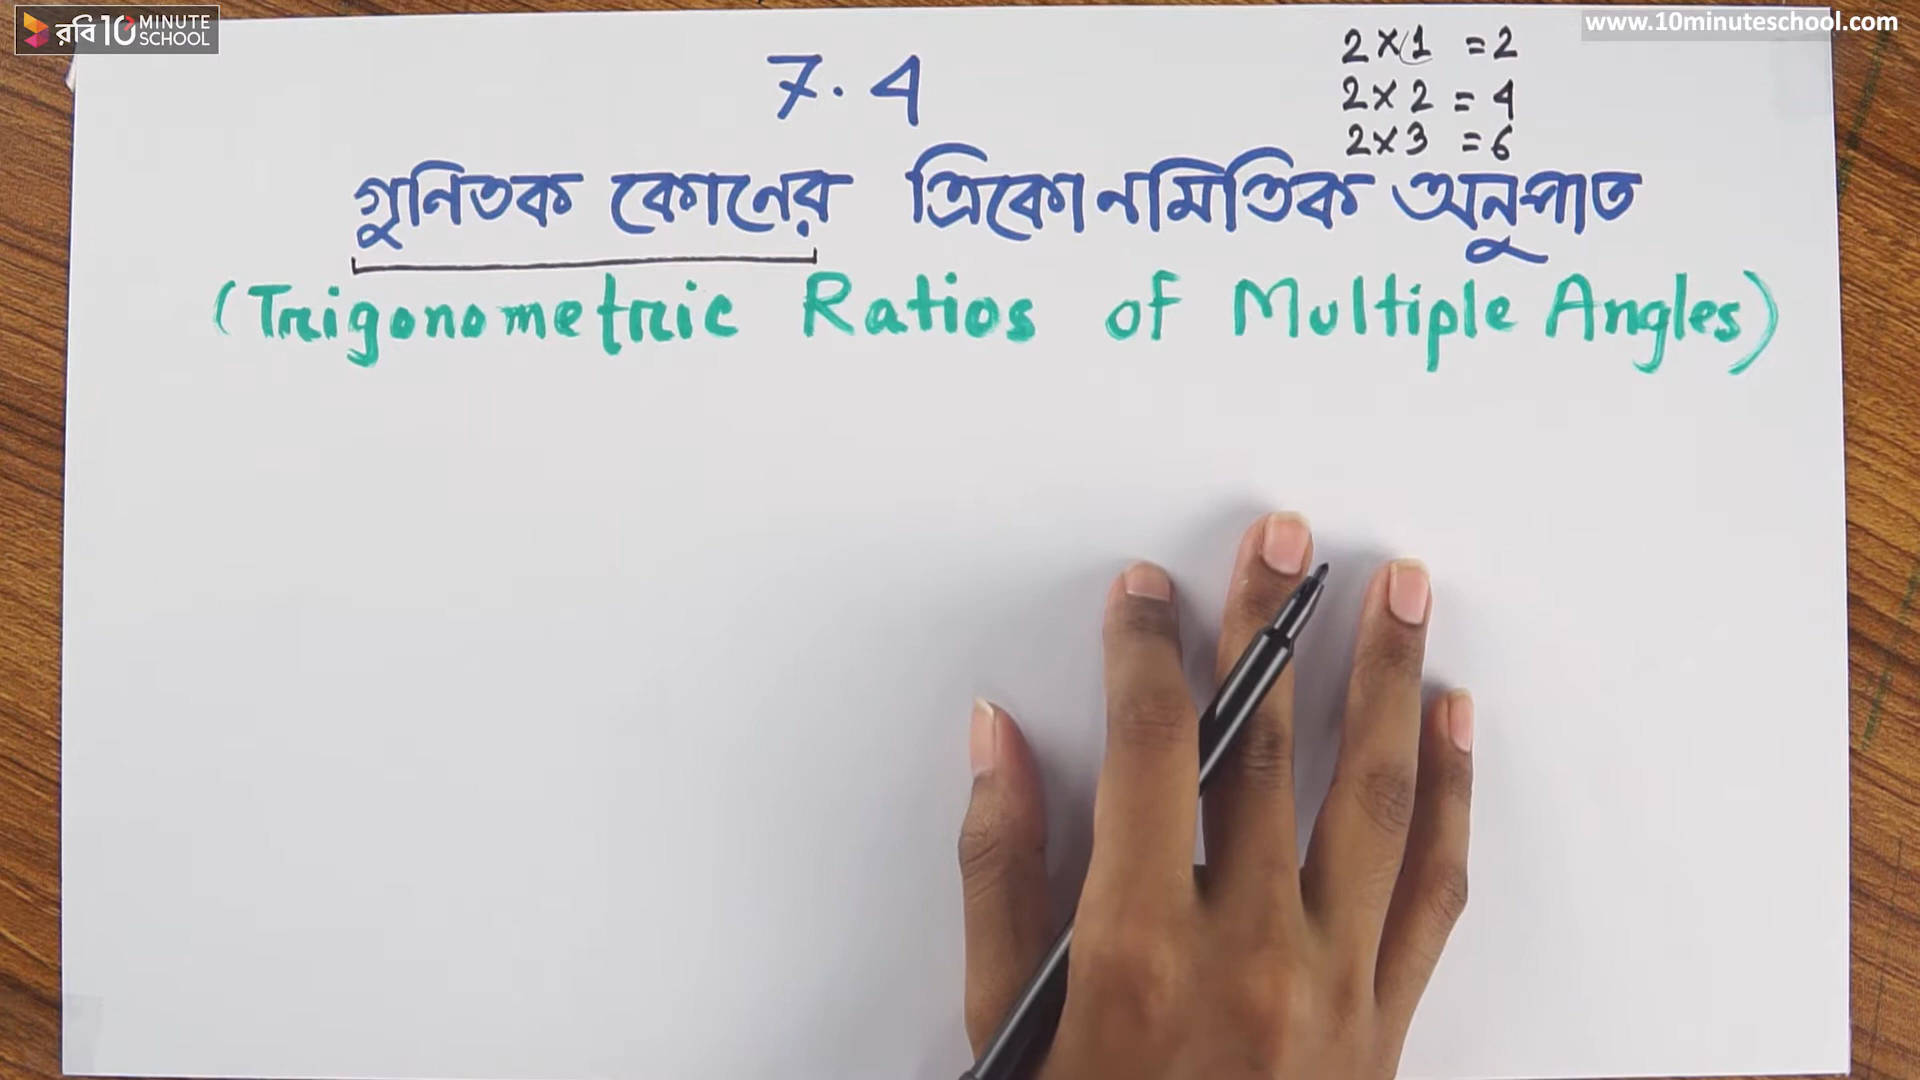 রবি 10 MINUTE SCHOOL
www.10minuteschool.com
2×1 = 2
2×2 = 4
2×3 = 6
7.4
গুনিতক কোনের ত্রিকোনমিতিক অনুপাত
(Trigonometric Ratios of Multiple Angles)